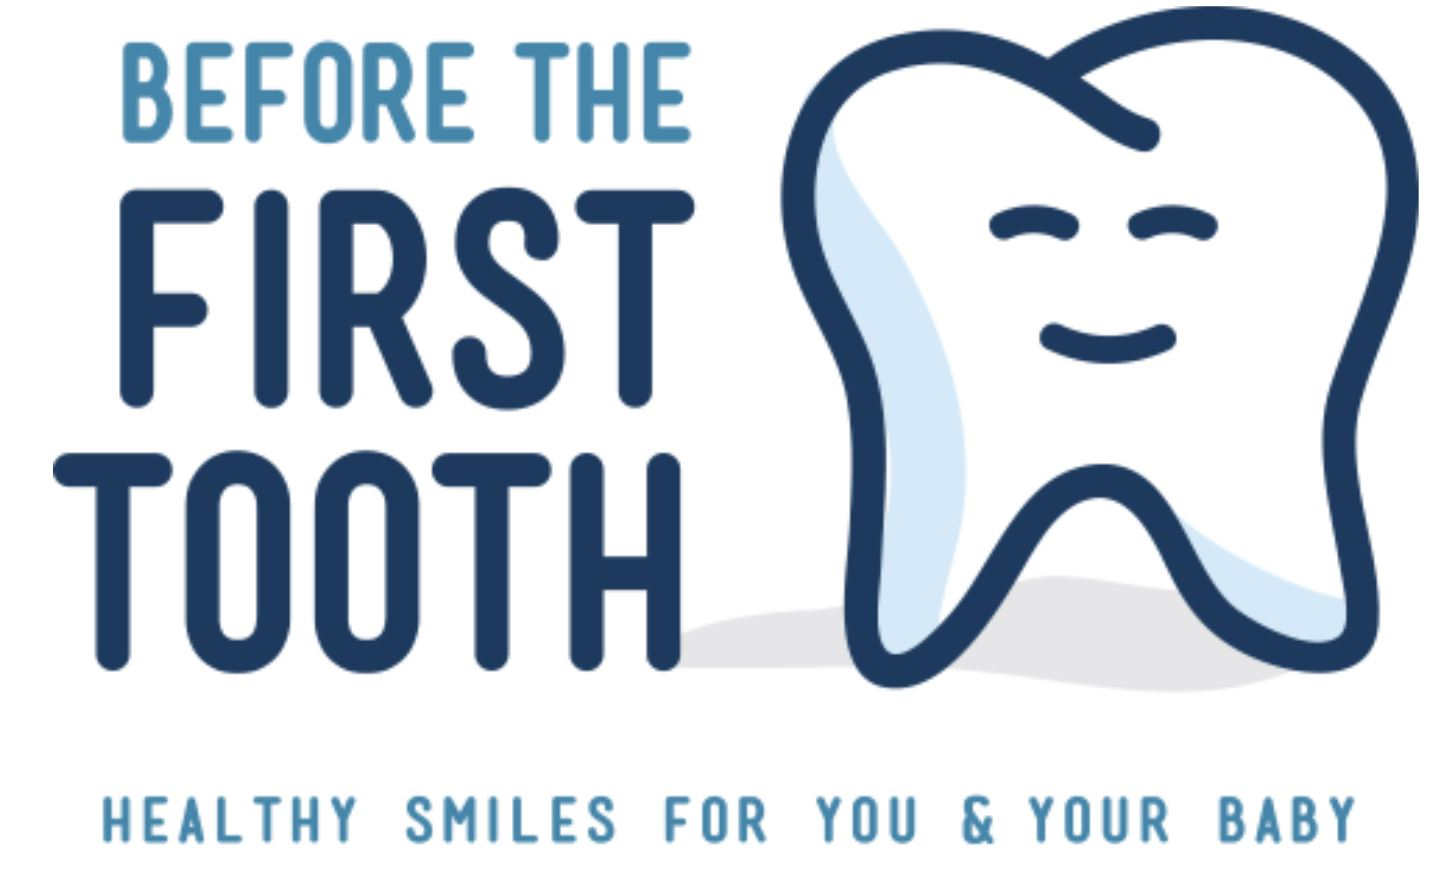 BEFORE THE
FIRST
TOOTH
HEALTHY SMILES FOR YOU & YOUR BABY